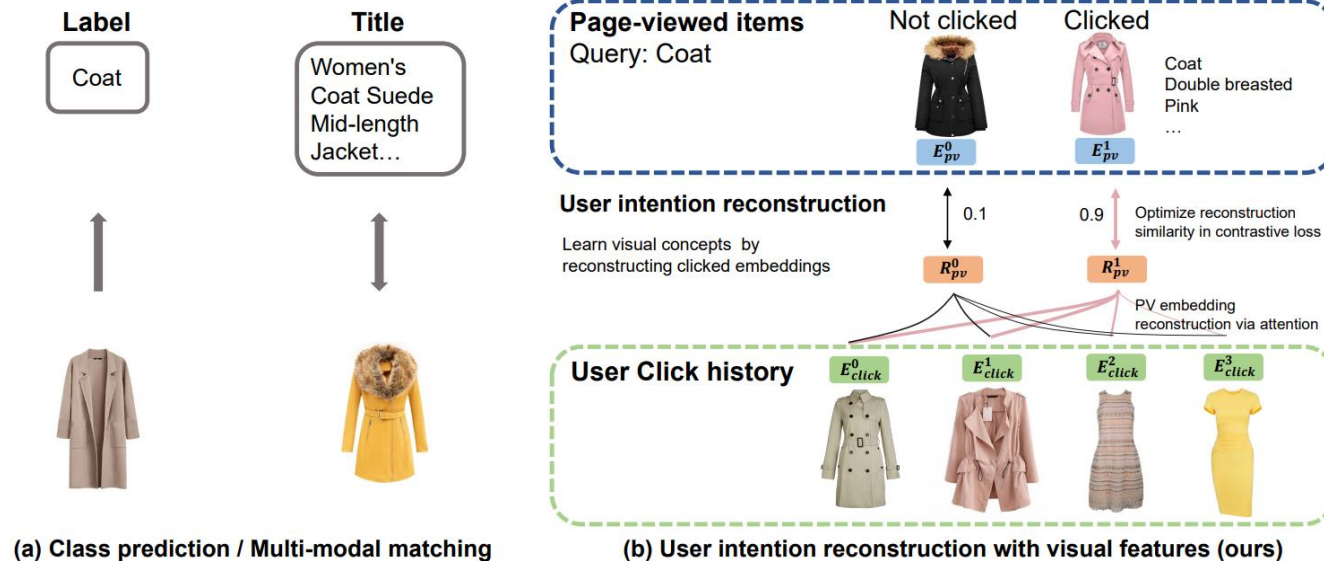 Label
Coat
Title
Women's
Coat Suede
Mid-length
Jacket…
(a) Class prediction / Multi-modal matching
Page-viewed items
Query: Coat
Not clicked
Clicked
Coat
Double breasted
Pink
…
E⁰pv
E¹pv
User intention reconstruction
Learn visual concepts by
reconstructing clicked embeddings
0.1
0.9
Optimize reconstruction
similarity in contrastive loss
R⁰pv
R¹pv
PV embedding
reconstruction via attention
User Click history
E⁰click
E¹click
E²click
E³click
(b) User intention reconstruction with visual features (ours)